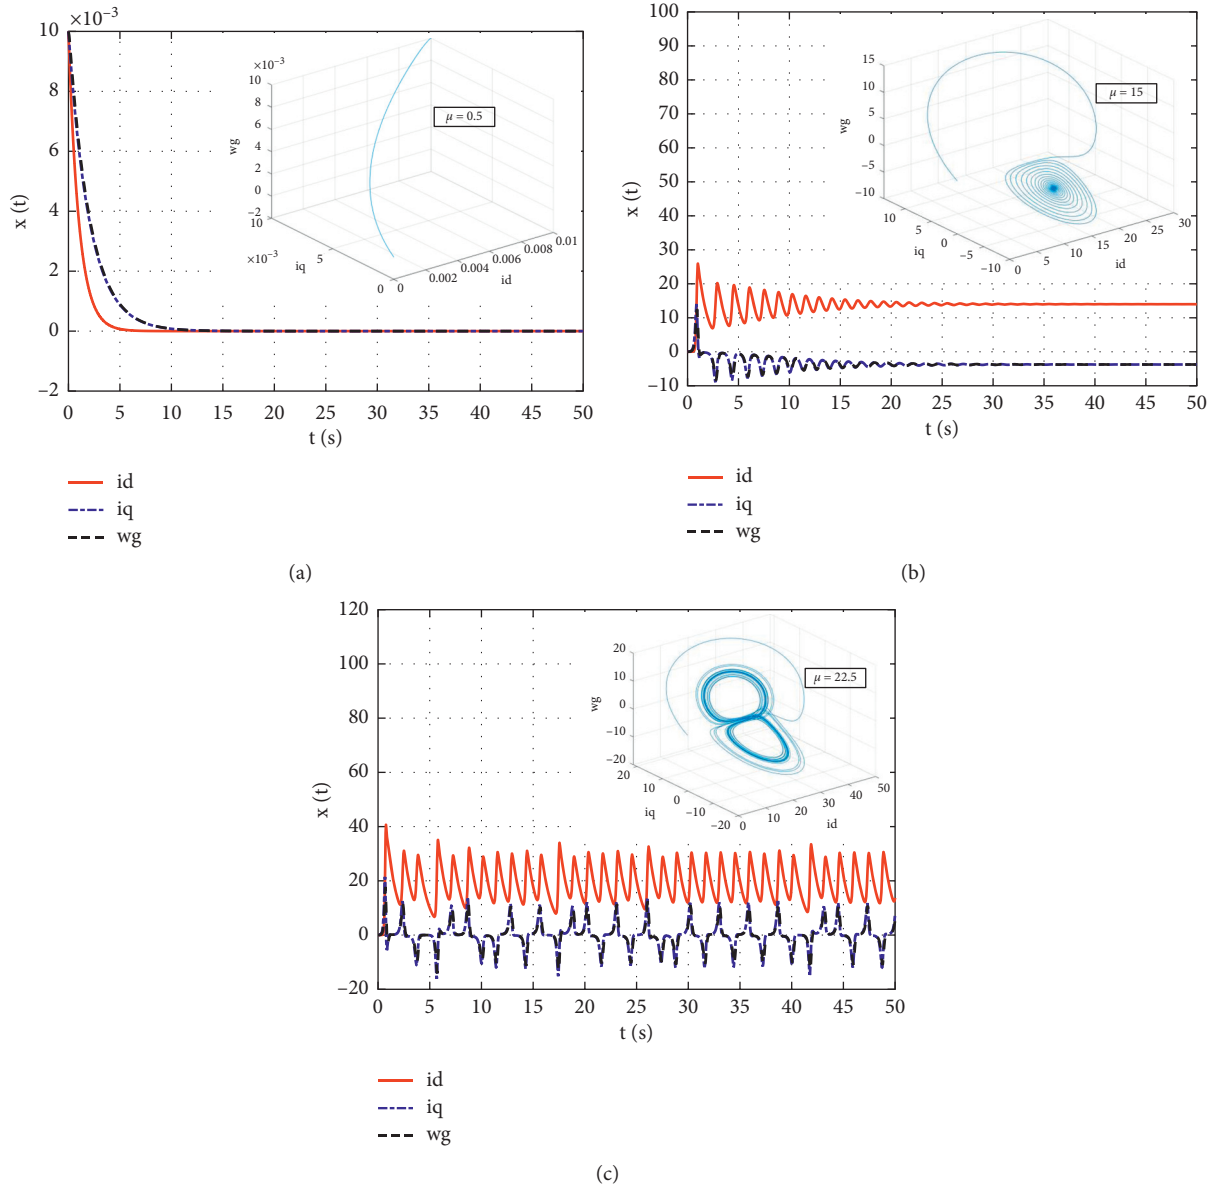 ×10⁻³
10
8
6
4
2
0
−2
x (t)
0 5 10 15 20 25 30 35 40 45 50
t (s)
×10⁻³
10
8
6
4
2
0
−2
wg
10
5
0
×10⁻³
iq
0
0.002
0.004
0.006
0.008
0.01
id
μ = 0.5
id
iq
wg
(a)
100
90
80
70
60
50
40
30
20
10
0
−10
x (t)
0 5 10 15 20 25 30 35 40 45 50
t (s)
15
10
5
0
−5
−10
wg
10
5
0
−5
−10
iq
0
5
10
15
20
25
30
id
μ = 15
id
iq
wg
(b)
120
100
80
60
40
20
0
−20
x (t)
0 5 10 15 20 25 30 35 40 45 50
t (s)
20
10
0
−10
−20
wg
20
10
0
−10
−20
iq
0
10
20
30
40
50
id
μ = 22.5
id
iq
wg
(c)